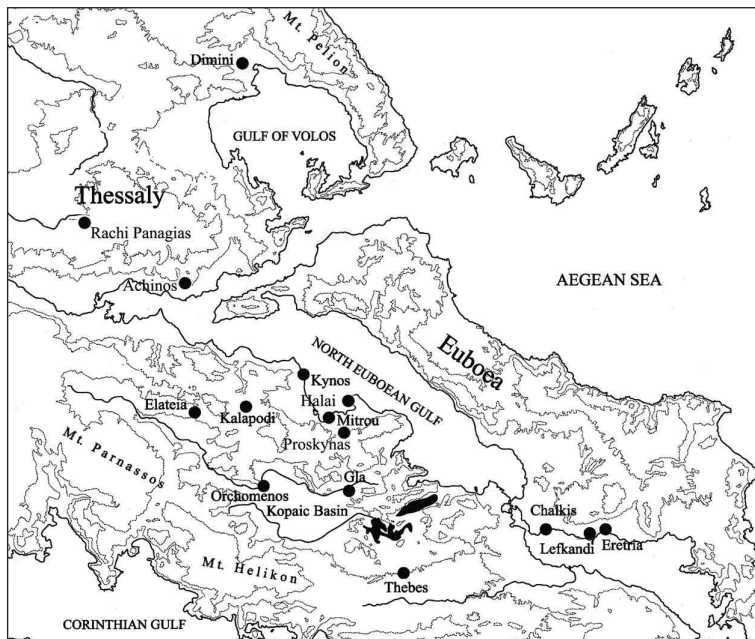 Mt. Pelion
Dimini
GULF OF VOLOS
Thessaly
Rachi Panagias
Achinos
AEGEAN SEA
Euboea
NORTH EUBOEAN GULF
Kynos
Halai
Elateia
Kalapodi
Mitrou
Proskynas
Mt. Parnassos
Gla
Orchomenos
Kopaic Basin
Chalkis
Lefkandi
Eretria
Mt. Helikon
Thebes
CORINTHIAN GULF